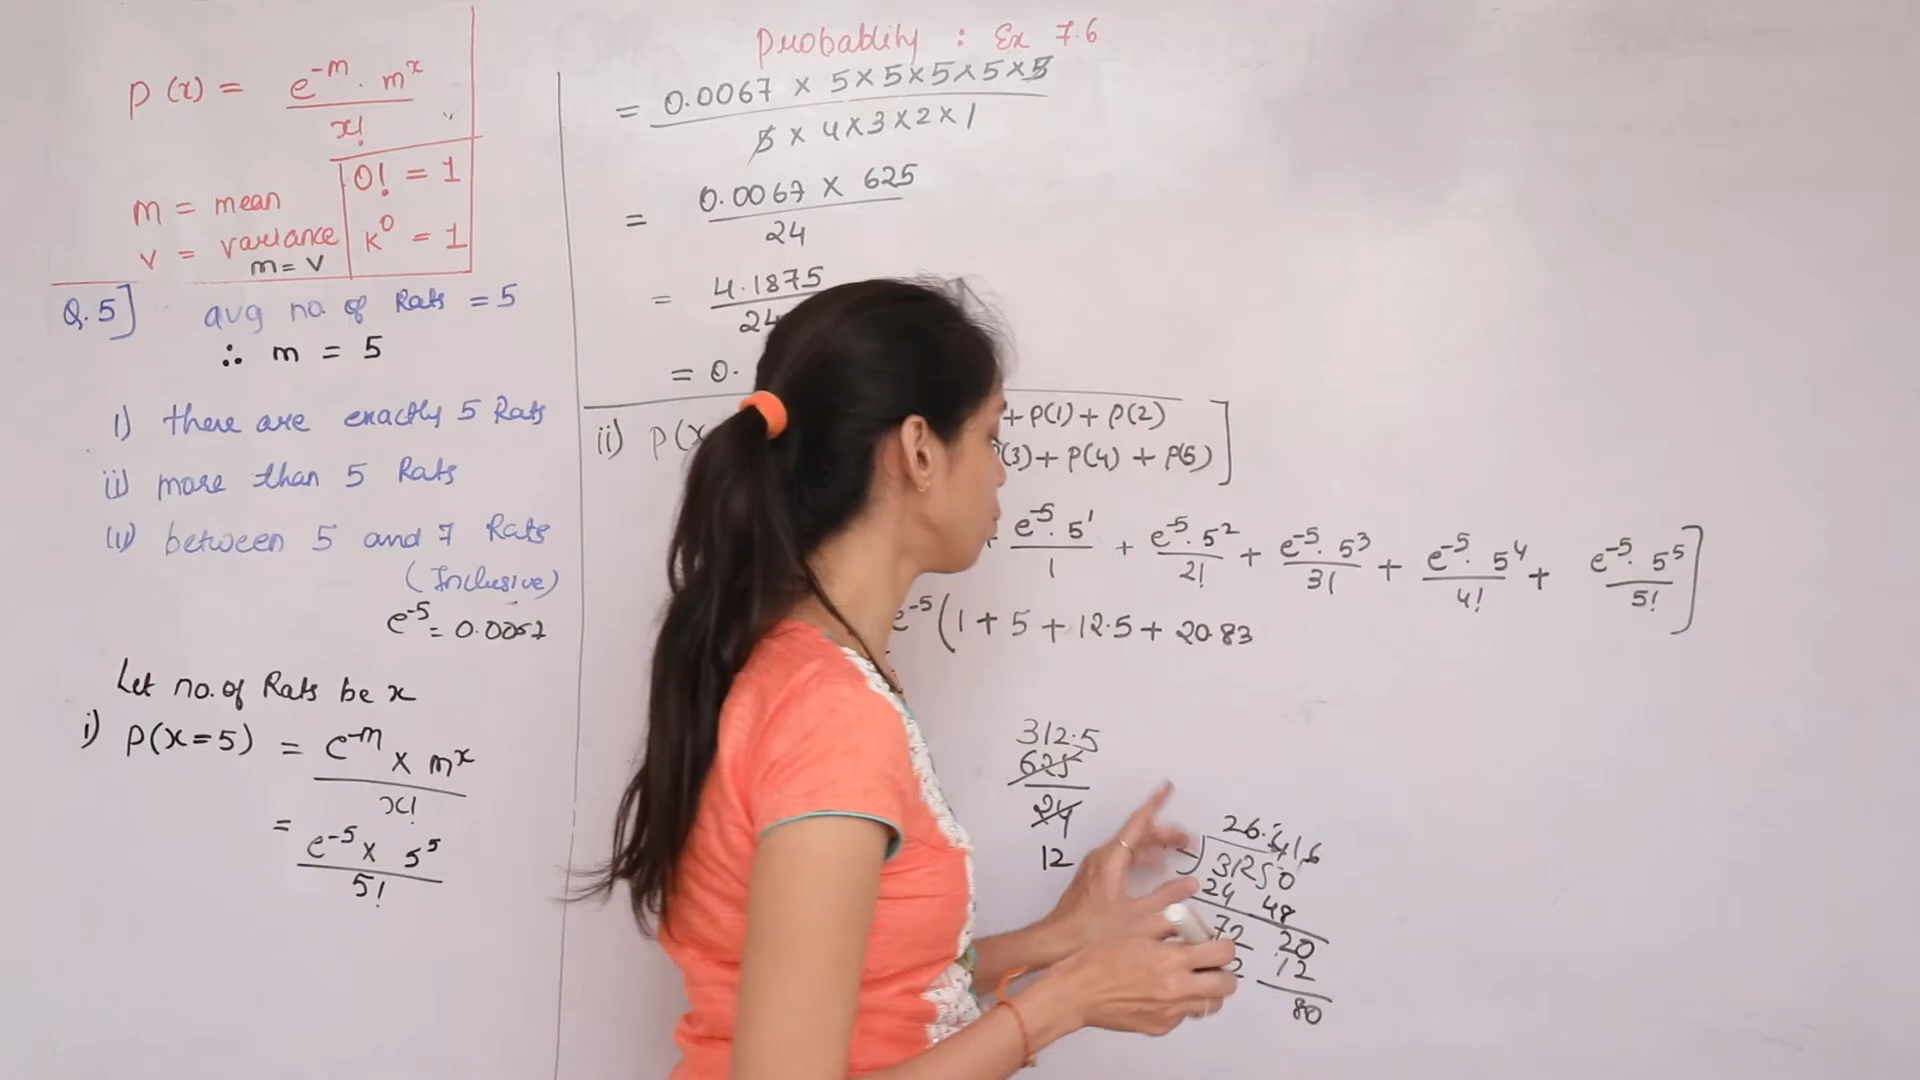 Probablity : Ex 7.6
P(x) = e^-m . m^x / x!
0! = 1
m = mean
v = variance
k^0 = 1
m = v
Q.5] avg no. of Rats = 5
∴ m = 5
i) there are exactly 5 Rats
ii) more than 5 Rats
between 5 and 7 Rats
(Inclusive)
e^-5 = 0.0067
Let no. of Rats be x
i) P(x=5) = e^-m x m^x / x!
= e^-5 x 5^5 / 5!
= 0.0067 x 5x5x5x5x5 / 5 x 4x3x2x1
= 0.0067 x 625 / 24
= 4.1875 / 24
= 0.
ii) P(x + P(1) + P(2)
(3) + P(4) + P(5) ]
e^-5 . 5^1 / 1 + e^-5 . 5^2 / 2! + e^-5 . 5^3 / 3! + e^-5 . 5^4 / 4! + e^-5 . 5^5 / 5! ]
e^-5 (1 + 5 + 12.5 + 20.83
312.5
625
24
12
26.416
31250
24 48
72 20
2 12
80